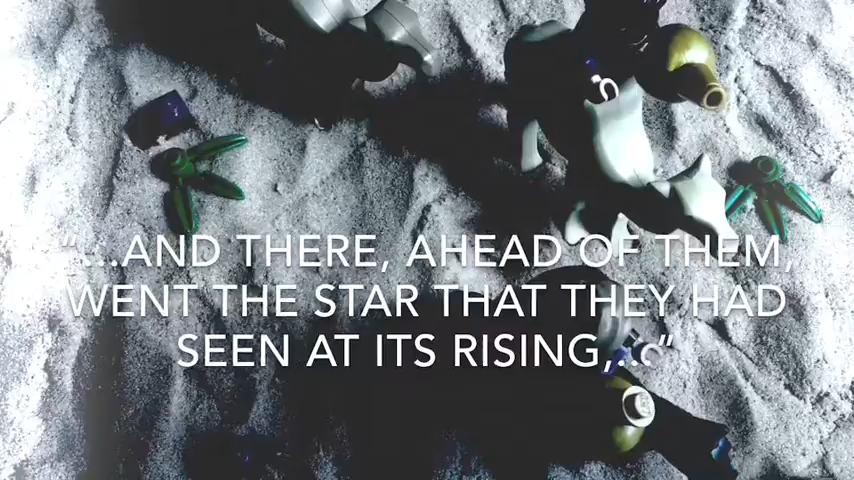 “...AND THERE, AHEAD OF THEM,
WENT THE STAR THAT THEY HAD
SEEN AT ITS RISING,...”